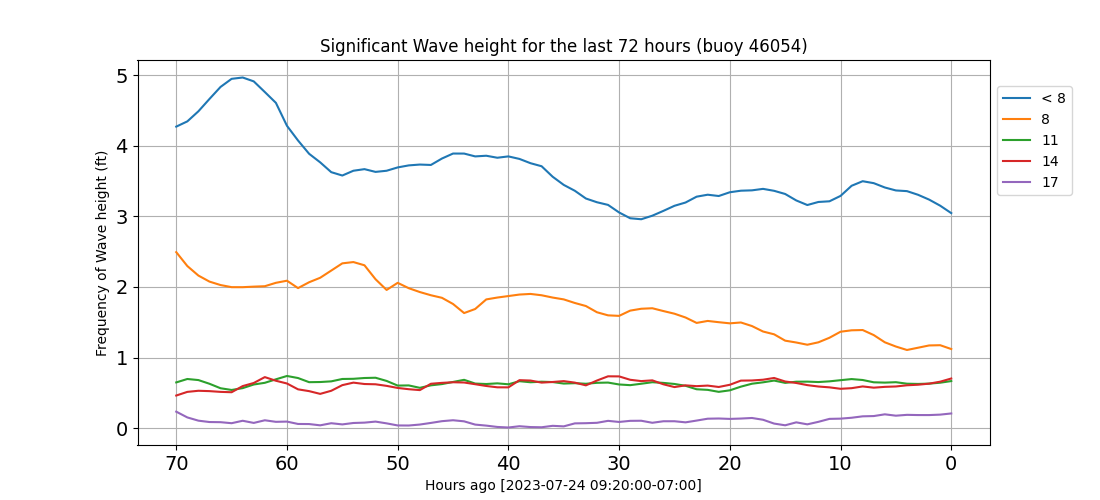 Significant Wave height for the last 72 hours (buoy 46054)
Frequency of Wave height (ft)
5
4
3
2
1
0
70 60 50 40 30 20 10 0
Hours ago [2023-07-24 09:20:00-07:00]
< 8
8
11
14
17